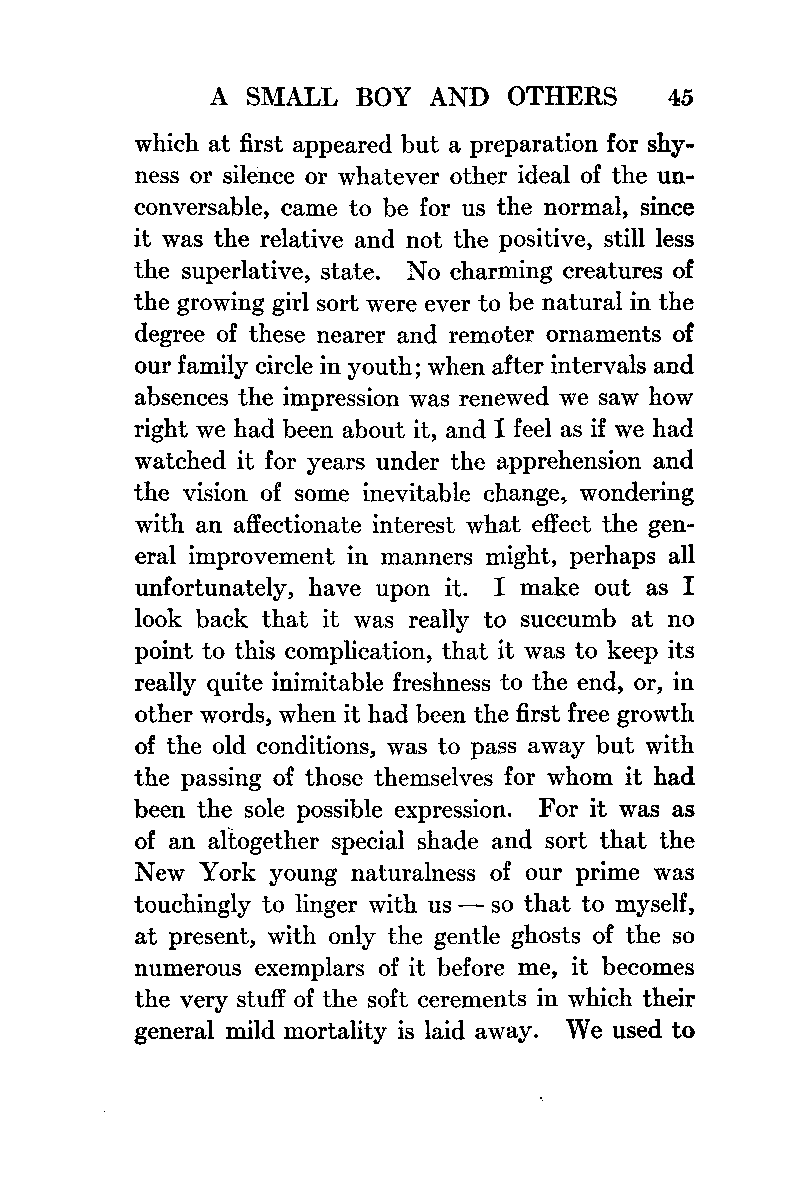 A SMALL BOY AND OTHERS 45
which at first appeared but a preparation for shy-
ness or silence or whatever other ideal of the un-
conversable, came to be for us the normal, since
it was the relative and not the positive, still less
the superlative, state. No charming creatures of
the growing girl sort were ever to be natural in the
degree of these nearer and remoter ornaments of
our family circle in youth; when after intervals and
absences the impression was renewed we saw how
right we had been about it, and I feel as if we had
watched it for years under the apprehension and
the vision of some inevitable change, wondering
with an affectionate interest what effect the gen-
eral improvement in manners might, perhaps all
unfortunately, have upon it. I make out as I
look back that it was really to succumb at no
point to this complication, that it was to keep its
really quite inimitable freshness to the end, or, in
other words, when it had been the first free growth
of the old conditions, was to pass away but with
the passing of those themselves for whom it had
been the sole possible expression. For it was as
of an altogether special shade and sort that the
New York young naturalness of our prime was
touchingly to linger with us — so that to myself,
at present, with only the gentle ghosts of the so
numerous exemplars of it before me, it becomes
the very stuff of the soft cerements in which their
general mild mortality is laid away. We used to